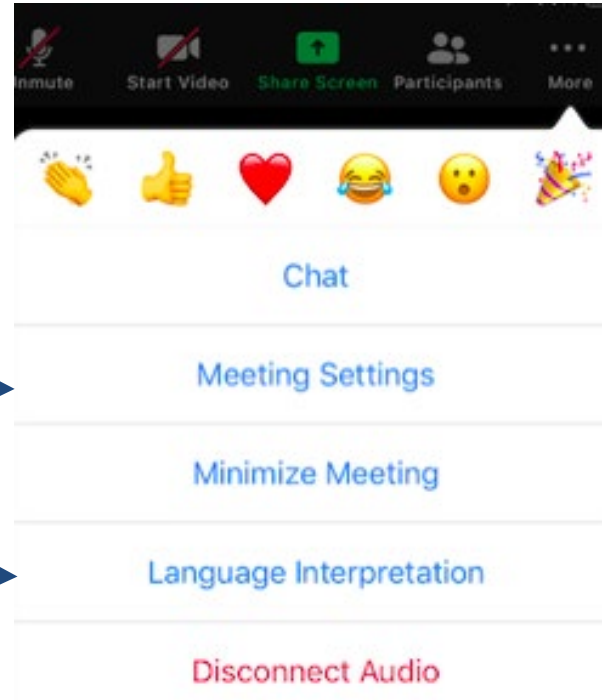 nmute Start Video Share Screen Participants More
Chat
Meeting Settings
Minimize Meeting
Language Interpretation
Disconnect Audio